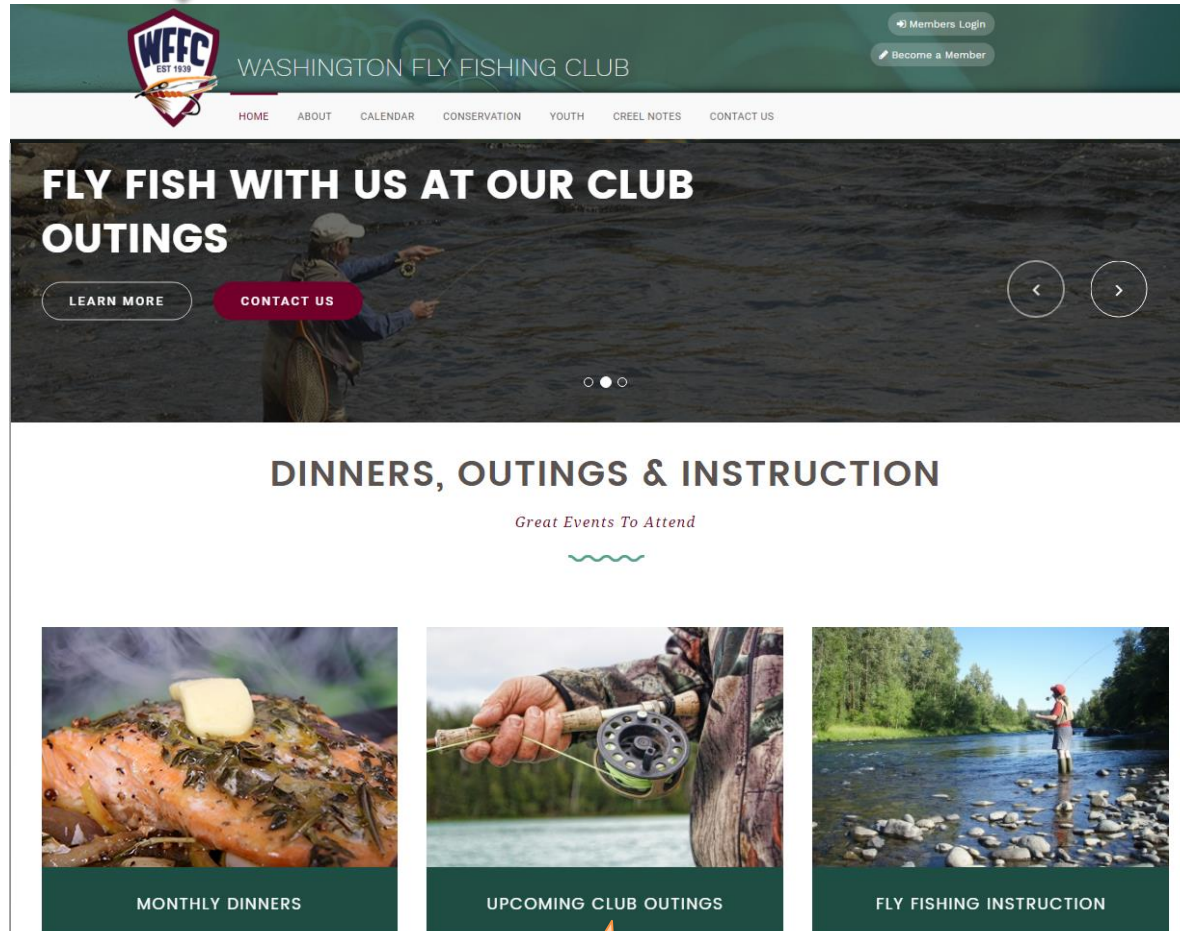 WFFC
EST 1939
WASHINGTON FLY FISHING CLUB
Members Login
Become a Member
HOME ABOUT CALENDAR CONSERVATION YOUTH CREEL NOTES CONTACT US
FLY FISH WITH US AT OUR CLUB
OUTINGS
LEARN MORE CONTACT US
DINNERS, OUTINGS & INSTRUCTION
Great Events To Attend
MONTHLY DINNERS UPCOMING CLUB OUTINGS FLY FISHING INSTRUCTION